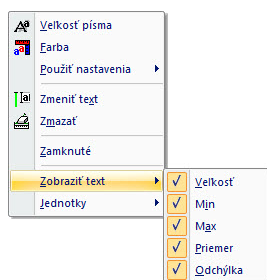 Veľkosť písma
Farba
Použiť nastavenia
Zmeniť text
Zmazať
Zamknuté
Zobraziť text
Jednotky
Veľkosť
Min
Max
Priemer
Odchýlka